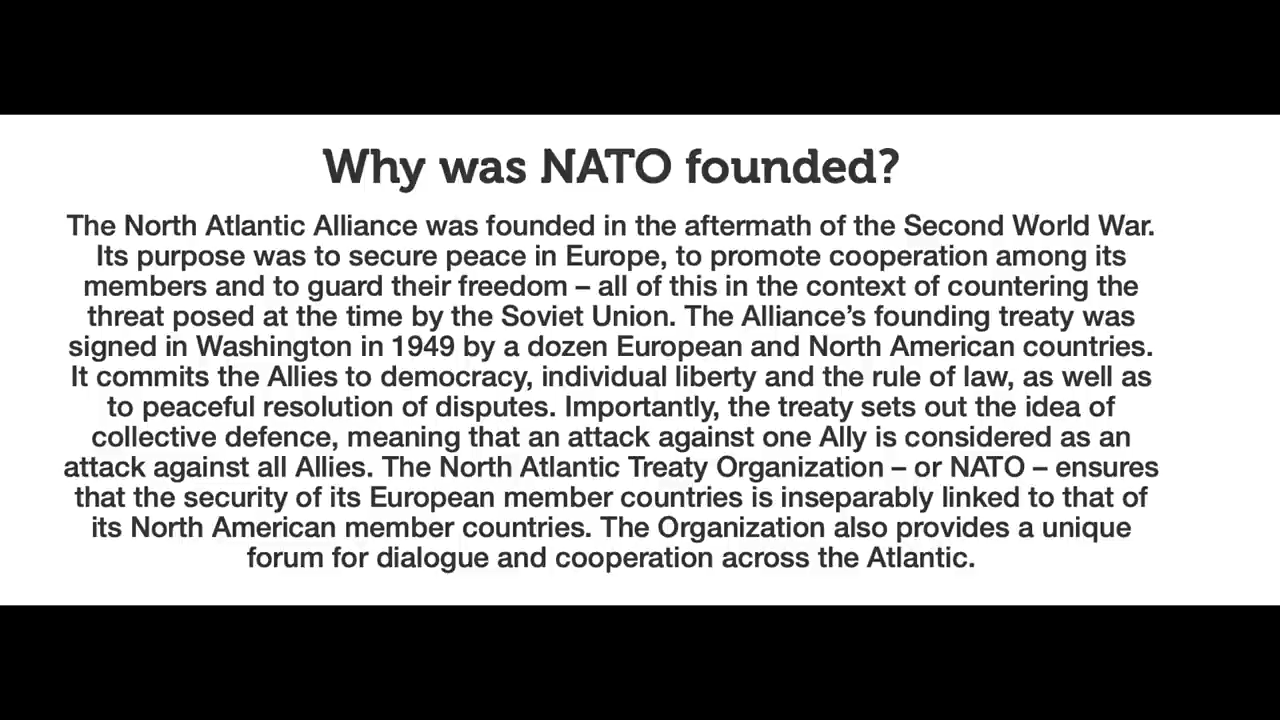 Why was NATO founded?
The North Atlantic Alliance was founded in the aftermath of the Second World War.
Its purpose was to secure peace in Europe, to promote cooperation among its
members and to guard their freedom – all of this in the context of countering the
threat posed at the time by the Soviet Union. The Alliance’s founding treaty was
signed in Washington in 1949 by a dozen European and North American countries.
It commits the Allies to democracy, individual liberty and the rule of law, as well as
to peaceful resolution of disputes. Importantly, the treaty sets out the idea of
collective defence, meaning that an attack against one Ally is considered as an
attack against all Allies. The North Atlantic Treaty Organization – or NATO – ensures
that the security of its European member countries is inseparably linked to that of
its North American member countries. The Organization also provides a unique
forum for dialogue and cooperation across the Atlantic.